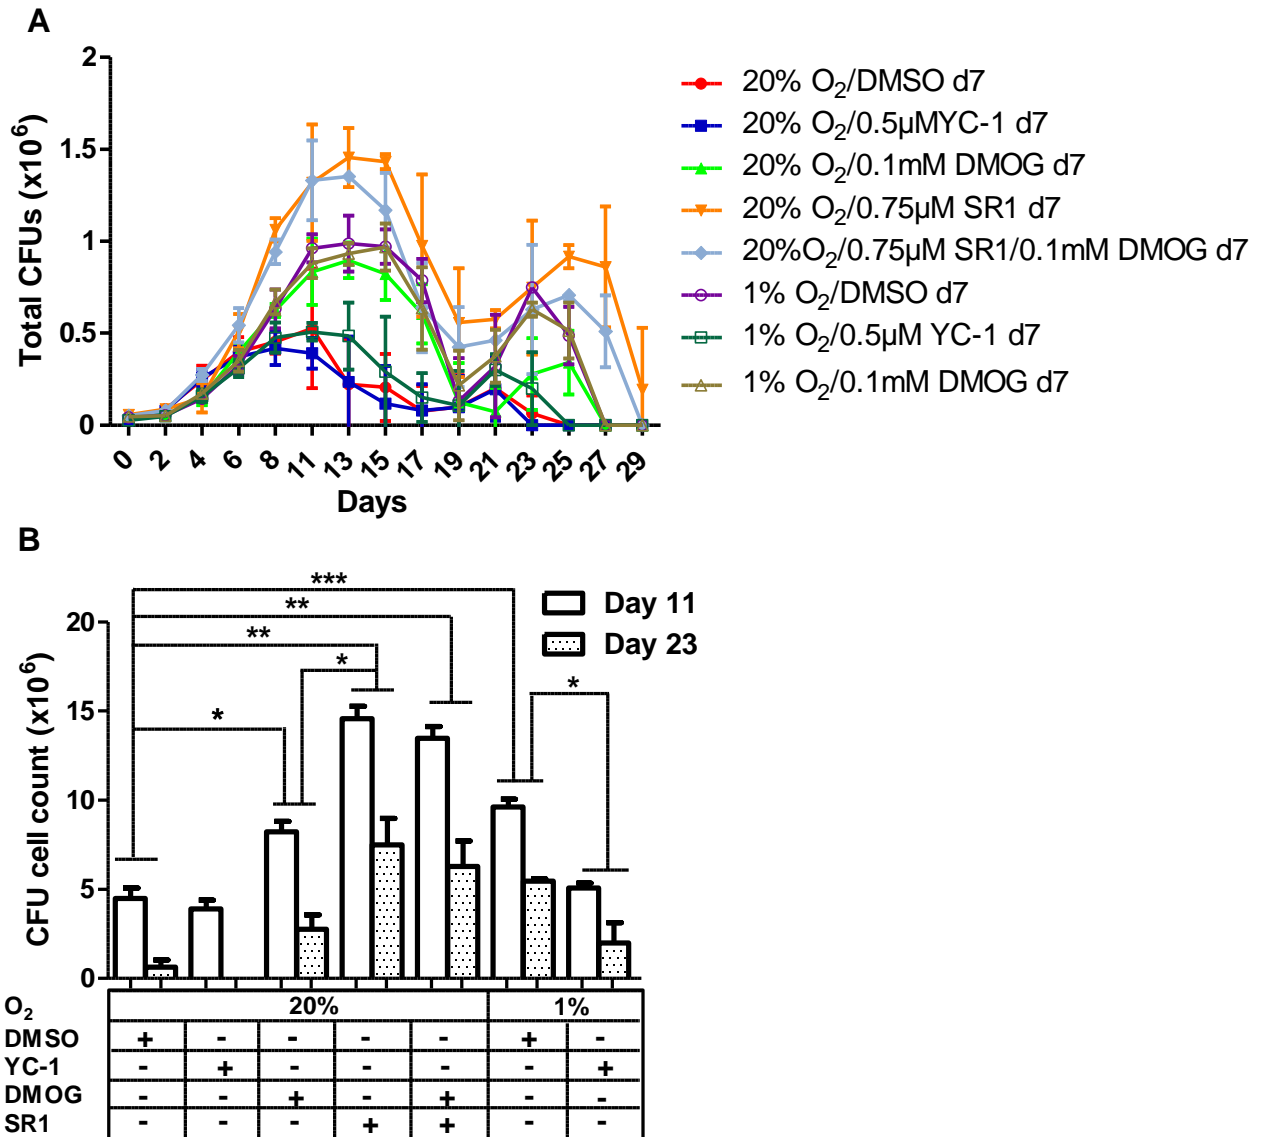 A
Total CFUs (x10⁶)
2
1.5
1
0.5
0
0 2 4 6 8 11 13 15 17 19 21 23 25 27 29
Days
20% O₂/DMSO d7
20% O₂/0.5µMYC-1 d7
20% O₂/0.1mM DMOG d7
20% O₂/0.75µM SR1 d7
20%O₂/0.75µM SR1/0.1mM DMOG d7
1% O₂/DMSO d7
1% O₂/0.5µM YC-1 d7
1% O₂/0.1mM DMOG d7
B
CFU cell count (x10⁶)
20
15
10
5
0
***
**
**
*
*
*
Day 11
Day 23
O₂ 20% 1%
DMSO + - - - - + -
YC-1 - + - - - - +
DMOG - - + - + - -
SR1 - - - + + - -